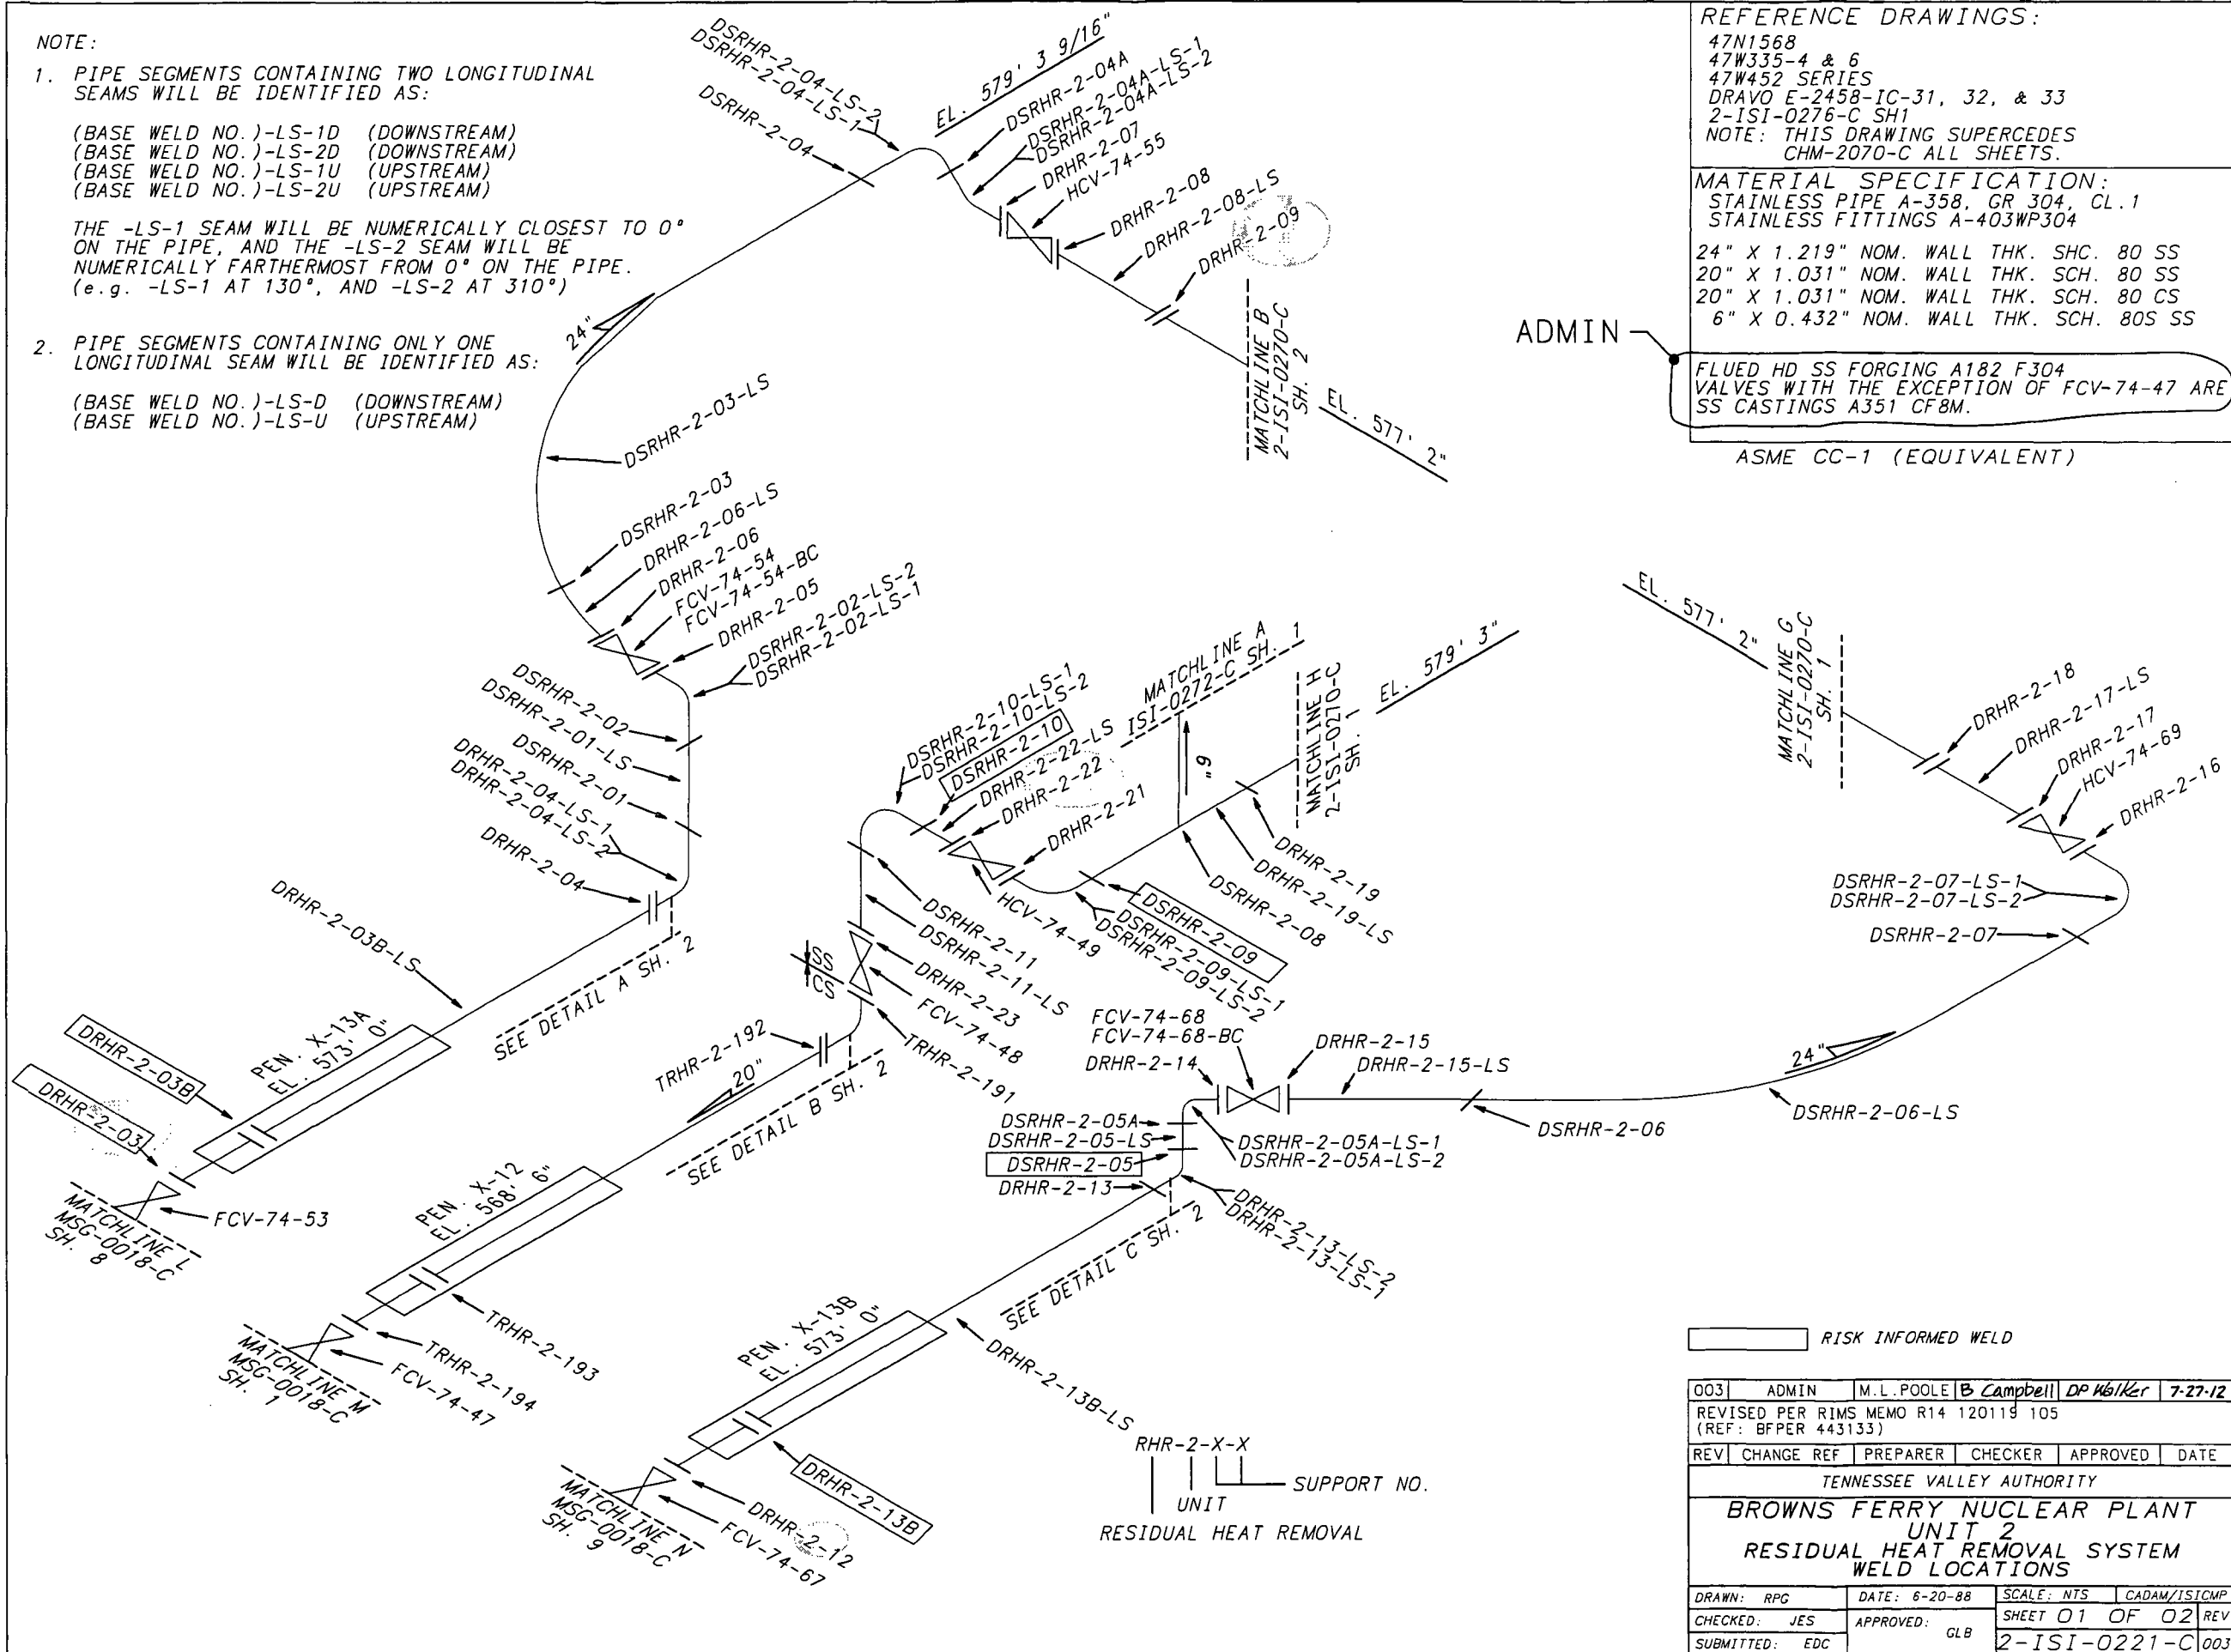 NOTE:
1. PIPE SEGMENTS CONTAINING TWO LONGITUDINAL
SEAMS WILL BE IDENTIFIED AS:
(BASE WELD NO.)-LS-1D (DOWNSTREAM)
(BASE WELD NO.)-LS-2D (DOWNSTREAM)
(BASE WELD NO.)-LS-1U (UPSTREAM)
(BASE WELD NO.)-LS-2U (UPSTREAM)
THE -LS-1 SEAM WILL BE NUMERICALLY CLOSEST TO 0°
ON THE PIPE, AND THE -LS-2 SEAM WILL BE
NUMERICALLY FARTHERMOST FROM 0° ON THE PIPE.
(e.g. -LS-1 AT 130°, AND -LS-2 AT 310°)
2. PIPE SEGMENTS CONTAINING ONLY ONE
LONGITUDINAL SEAM WILL BE IDENTIFIED AS:
(BASE WELD NO.)-LS-D (DOWNSTREAM)
(BASE WELD NO.)-LS-U (UPSTREAM)
DSRHR-2-04-LS-2
DSRHR-2-04-LS-1
DSRHR-2-04
EL. 579' 3 9/16"
DSRHR-2-04A
DSRHR-2-04A-LS-1
DSRHR-2-04A-LS-2
DRHR-2-07
HCV-74-55
DRHR-2-08
DRHR-2-08-LS
DRHR-2-09
MATCHLINE B
2-ISI-0270-C
SH. 2
EL. 577' 2"
24"
DSRHR-2-03-LS
DSRHR-2-03
DRHR-2-06-LS
DRHR-2-06
FCV-74-54
FCV-74-54-BC
DRHR-2-05
DSRHR-2-02-LS-2
DSRHR-2-02-LS-1
DSRHR-2-02
DSRHR-2-01-LS
DSRHR-2-01
DRHR-2-04-LS-1
DRHR-2-04-LS-2
DRHR-2-04
DRHR-2-03B-LS
SEE DETAIL A SH. 2
PEN. X-13A
EL. 573' 0"
DRHR-2-03B
DRHR-2-03
FCV-74-53
MATCHLINE L
MSG-0018-C
SH. 8
DSRHR-2-10-LS-1
DSRHR-2-10-LS-2
DSRHR-2-10
DRHR-2-22-LS
DRHR-2-22
DRHR-2-21
MATCHLINE A
ISI-0272-C SH. 1
6"
MATCHLINE H
2-ISI-0270-C
SH. 1
EL. 579' 3"
DRHR-2-19
DRHR-2-19-LS
DSRHR-2-08
DSRHR-2-09
DSRHR-2-09-LS-1
DSRHR-2-09-LS-2
HCV-74-49
DSRHR-2-11
DSRHR-2-11-LS
DRHR-2-23
FCV-74-48
TRHR-2-191
SS
CS
TRHR-2-192
20"
SEE DETAIL B SH. 2
PEN. X-12
EL. 568' 6"
TRHR-2-193
TRHR-2-194
FCV-74-47
MATCHLINE M
MSG-0018-C
SH. 1
EL. 577' 2"
MATCHLINE G
2-ISI-0270-C
SH. 1
DRHR-2-18
DRHR-2-17-LS
DRHR-2-17
HCV-74-69
DRHR-2-16
DSRHR-2-07-LS-1
DSRHR-2-07-LS-2
DSRHR-2-07
24"
DSRHR-2-06-LS
DSRHR-2-06
FCV-74-68
FCV-74-68-BC
DRHR-2-14
DRHR-2-15
DRHR-2-15-LS
DSRHR-2-05A
DSRHR-2-05-LS
DSRHR-2-05
DRHR-2-13
DSRHR-2-05A-LS-1
DSRHR-2-05A-LS-2
DRHR-2-13-LS-2
DRHR-2-13-LS-1
SEE DETAIL C SH. 2
PEN. X-13B
EL. 573' 0"
DRHR-2-13B-LS
DRHR-2-13B
DRHR-2-12
FCV-74-67
MATCHLINE N
MSG-0018-C
SH. 9
RHR-2-X-X
SUPPORT NO.
UNIT
RESIDUAL HEAT REMOVAL
REFERENCE DRAWINGS:
47N1568
47W335-4 & 6
47W452 SERIES
DRAVO E-2458-IC-31, 32, & 33
2-ISI-0276-C SH1
NOTE: THIS DRAWING SUPERCEDES
CHM-2070-C ALL SHEETS.
MATERIAL SPECIFICATION:
STAINLESS PIPE A-358, GR 304, CL.1
STAINLESS FITTINGS A-403WP304
24" X 1.219" NOM. WALL THK. SHC. 80 SS
20" X 1.031" NOM. WALL THK. SCH. 80 SS
20" X 1.031" NOM. WALL THK. SCH. 80 CS
6" X 0.432" NOM. WALL THK. SCH. 80S SS
ADMIN
FLUED HD SS FORGING A182 F304
VALVES WITH THE EXCEPTION OF FCV-74-47 ARE
SS CASTINGS A351 CF8M.
ASME CC-1 (EQUIVALENT)
RISK INFORMED WELD
003 ADMIN M.L.POOLE B Campbell DP Walker 7-27-12
REVISED PER RIMS MEMO R14 120119 105
(REF: BFPER 443133)
REV CHANGE REF PREPARER CHECKER APPROVED DATE
TENNESSEE VALLEY AUTHORITY
BROWNS FERRY NUCLEAR PLANT
UNIT 2
RESIDUAL HEAT REMOVAL SYSTEM
WELD LOCATIONS
DRAWN: RPG DATE: 6-20-88 SCALE: NTS CADAM/ISICMP
CHECKED: JES APPROVED: GLB SHEET 01 OF 02 REV
SUBMITTED: EDC 2-ISI-0221-C 003